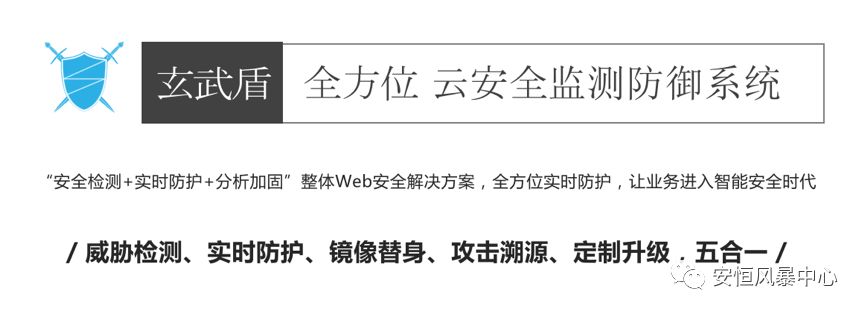 玄武盾 全方位 云安全监测防御系统
“安全检测+实时防护+分析加固”整体Web安全解决方案，全方位实时防护，让业务进入智能安全时代
/ 威胁检测、实时防护、镜像替身、攻击溯源、定制升级，五合一 /
安恒风暴中心